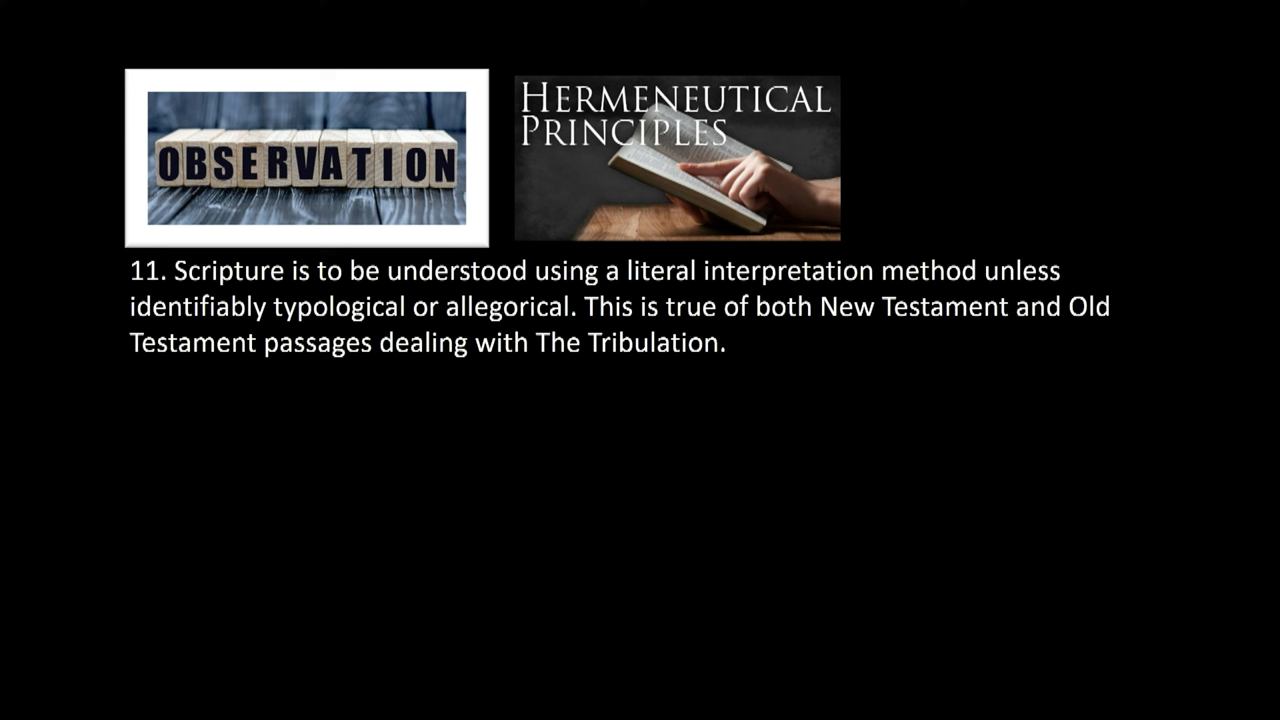 OBSERVATION
HERMENEUTICAL
PRINCIPLES
11. Scripture is to be understood using a literal interpretation method unless
identifiably typological or allegorical. This is true of both New Testament and Old
Testament passages dealing with The Tribulation.